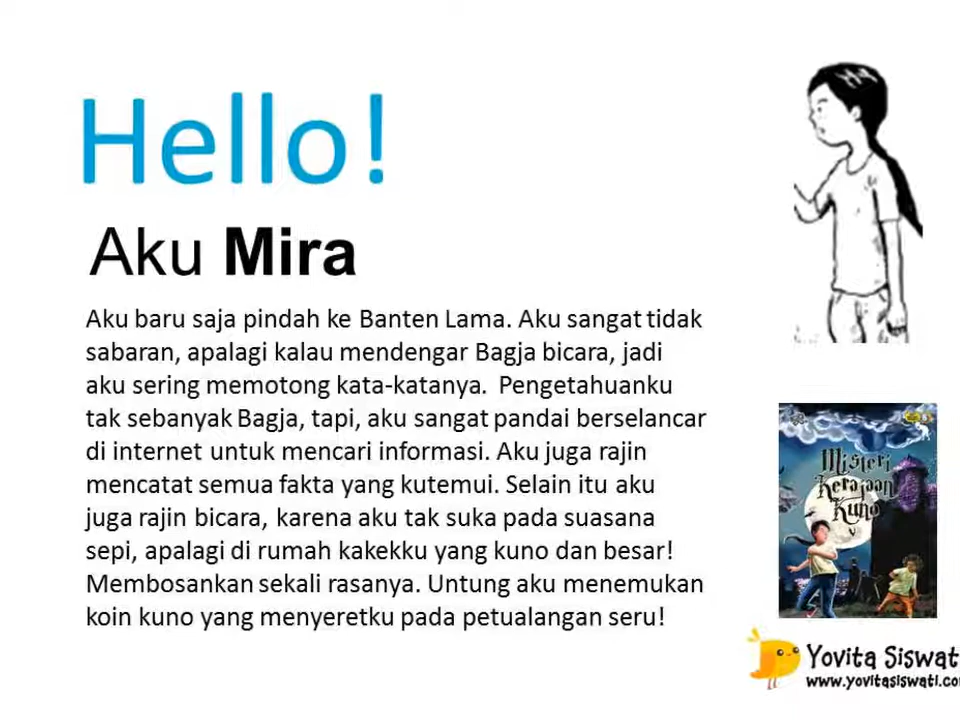 Hello!
Aku Mira
Aku baru saja pindah ke Banten Lama. Aku sangat tidak
sabaran, apalagi kalau mendengar Bagja bicara, jadi
aku sering memotong kata-katanya. Pengetahuanku
tak sebanyak Bagja, tapi, aku sangat pandai berselancar
di internet untuk mencari informasi. Aku juga rajin
mencatat semua fakta yang kutemui. Selain itu aku
juga rajin bicara, karena aku tak suka pada suasana
sepi, apalagi di rumah kakekku yang kuno dan besar!
Membosankan sekali rasanya. Untung aku menemukan
koin kuno yang menyeretku pada petualangan seru!
Misteri
Kerajaan
Kuno
Yovita Siswati
www.yovitasiswati.co